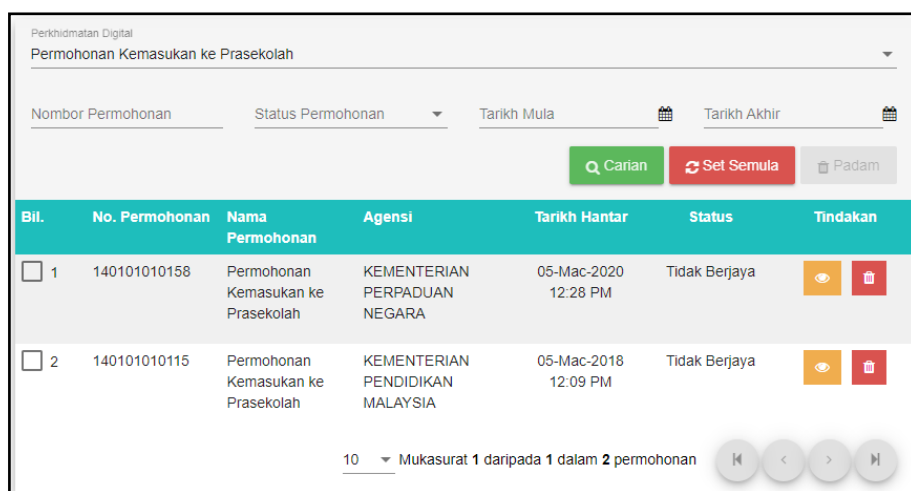 Perkhidmatan Digital
Permohonan Kemasukan ke Prasekolah
Nombor Permohonan Status Permohonan Tarikh Mula Tarikh Akhir
Carian Set Semula Padam
Bil. No. Permohonan Nama Permohonan Agensi Tarikh Hantar Status Tindakan
1 140101010158 Permohonan Kemasukan ke Prasekolah KEMENTERIAN PERPADUAN NEGARA 05-Mac-2020 12:28 PM Tidak Berjaya
2 140101010115 Permohonan Kemasukan ke Prasekolah KEMENTERIAN PENDIDIKAN MALAYSIA 05-Mac-2018 12:09 PM Tidak Berjaya
10 Mukasurat 1 daripada 1 dalam 2 permohonan